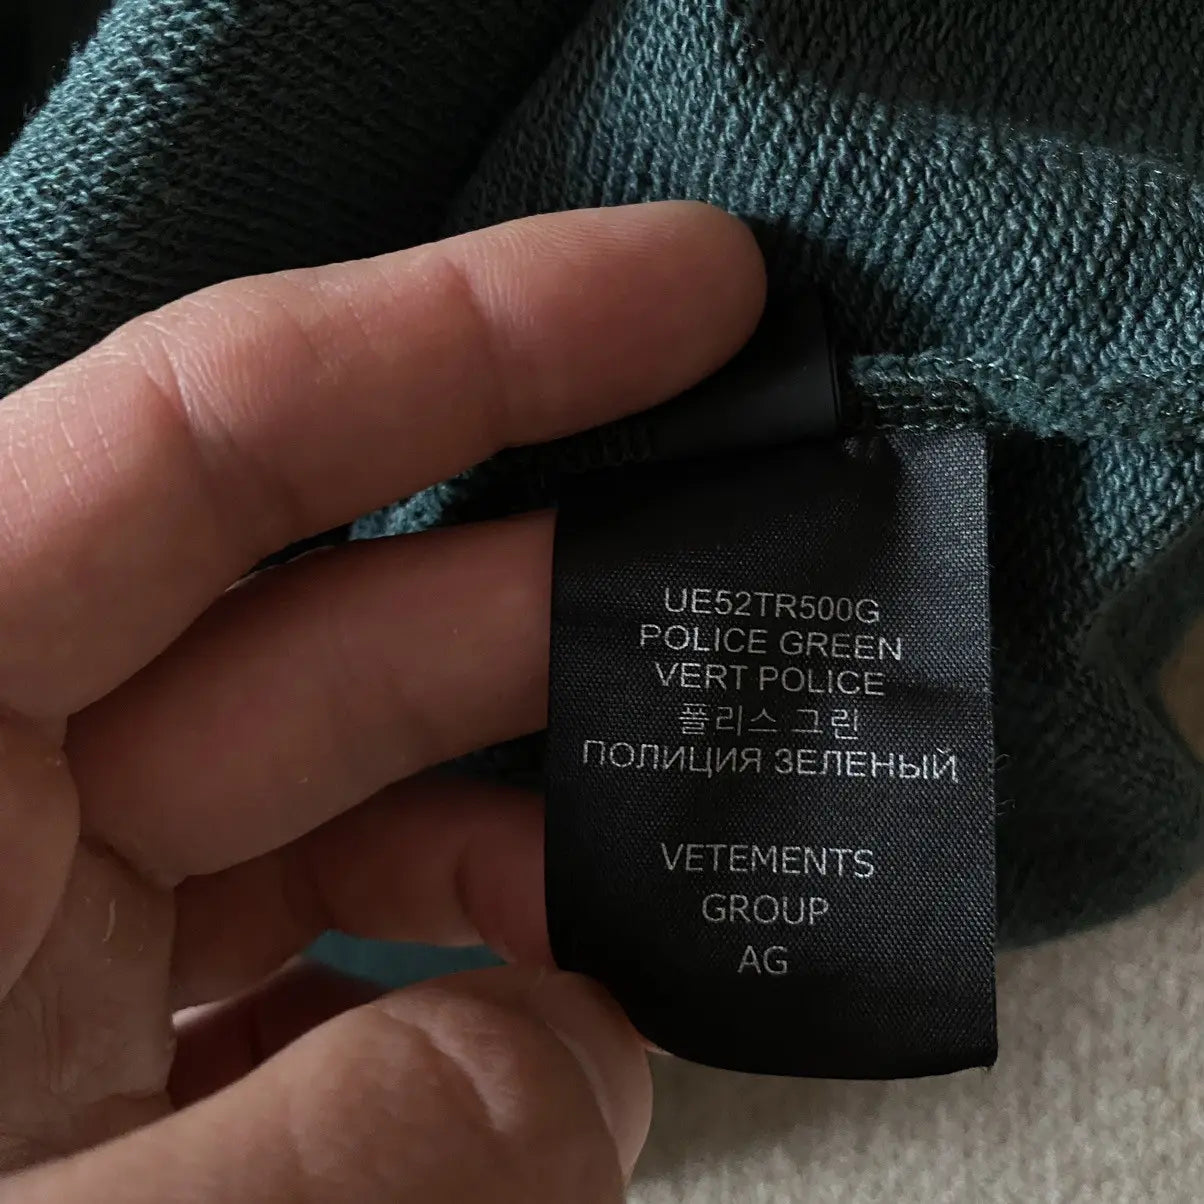 UE52TR500G
POLICE GREEN
VERT POLICE
폴리스 그린
ПОЛИЦИЯ ЗЕЛЕНЫЙ
VETEMENTS
GROUP
AG